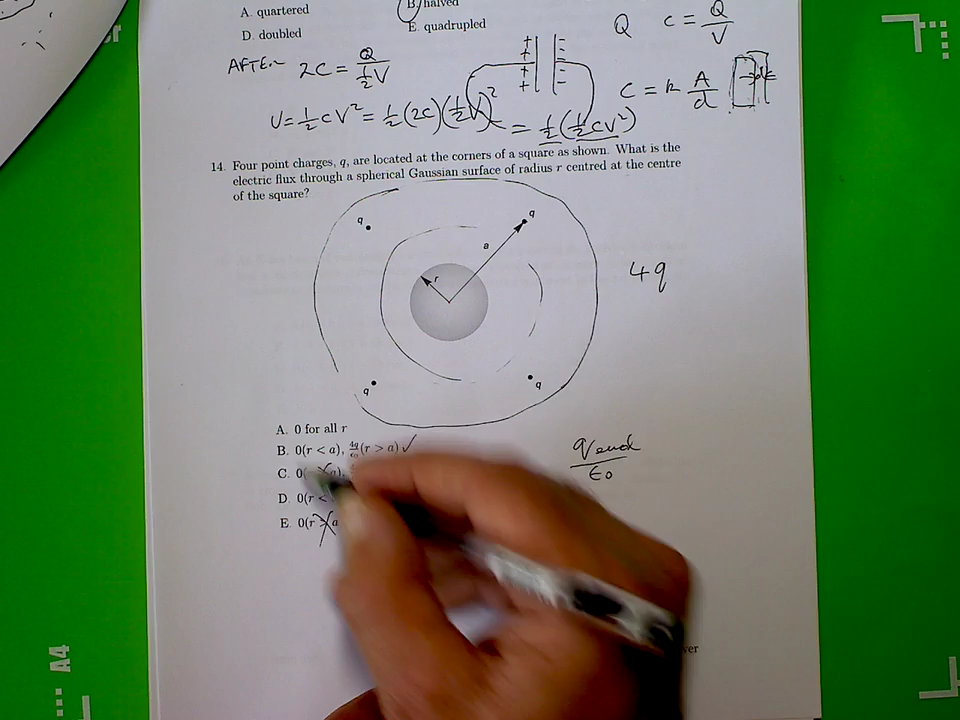 A. quartered
B. halved
D. doubled
E. quadrupled
Q C = Q/V
AFTER 2C = Q/½V
+ + + +
− − − −
C = k A/d
U = ½CV² = ½(2C)(½V)² = ½(½CV²)
14. Four point charges, q, are located at the corners of a square as shown. What is the
electric flux through a spherical Gaussian surface of radius r centred at the centre
of the square?
q
q
a
r
4q
q
q
A. 0 for all r
B. 0(r < a), 4q/ε0 (r > a) ✓
C. 0(
D. 0(r <
E. 0(r
q encl
ε0
A4